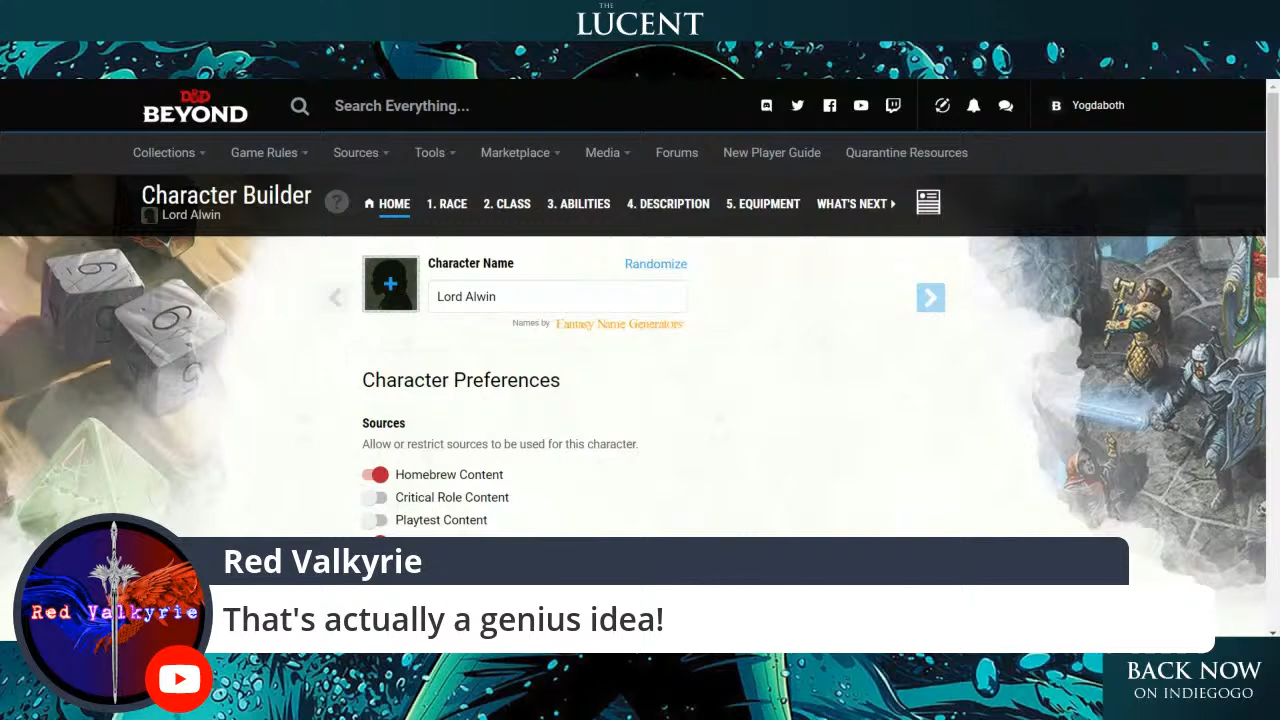 THE
LUCENT
D&D
BEYOND
Search Everything...
B Yogdaboth
Collections
Game Rules
Sources
Tools
Marketplace
Media
Forums
New Player Guide
Quarantine Resources
Character Builder
Lord Alwin
?
HOME
1. RACE
2. CLASS
3. ABILITIES
4. DESCRIPTION
5. EQUIPMENT
WHAT'S NEXT
Character Name
Randomize
Lord Alwin
Names by Fantasy Name Generators
Character Preferences
Sources
Allow or restrict sources to be used for this character.
Homebrew Content
Critical Role Content
Playtest Content
Red Valkyrie
Red Valkyrie
That's actually a genius idea!
BACK NOW
ON INDIEGOGO